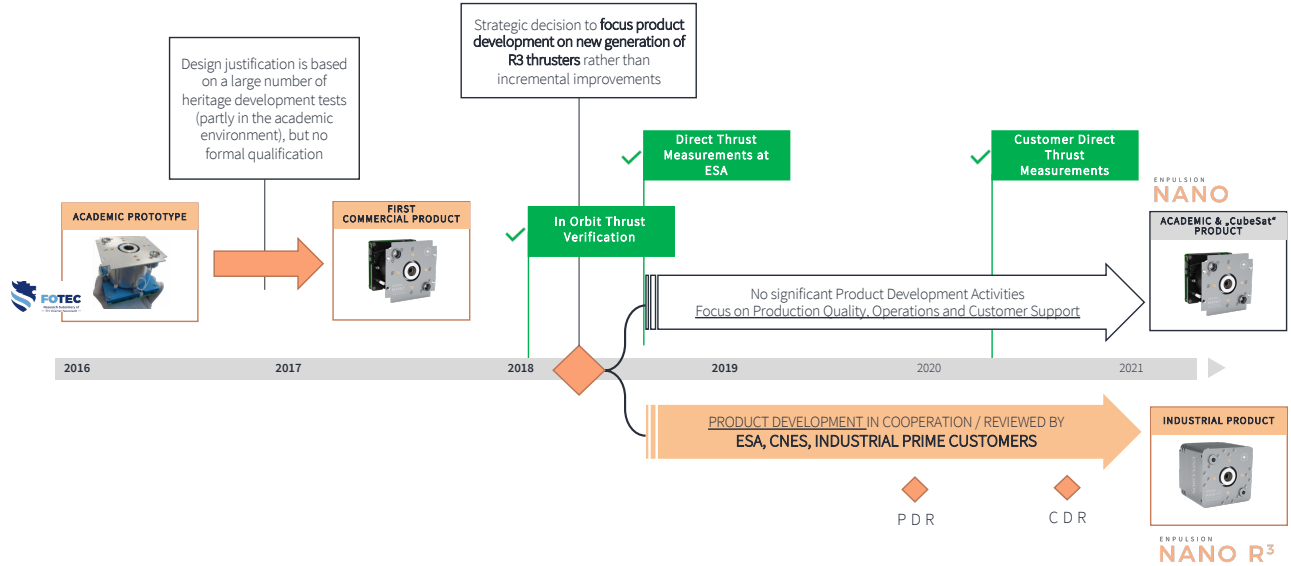 Strategic decision to focus product
development on new generation of
R3 thrusters rather than
incremental improvements
Design justification is based
on a large number of
heritage development tests
(partly in the academic
environment), but no
formal qualification
Direct Thrust
Measurements at
ESA
Customer Direct
Thrust
Measurements
ENPULSION
NANO
ACADEMIC PROTOTYPE
FIRST
COMMERCIAL PRODUCT
In Orbit Thrust
Verification
ACADEMIC & „CubeSat“
PRODUCT
FOTEC
No significant Product Development Activities
Focus on Production Quality, Operations and Customer Support
2016
2017
2018
2019
2020
2021
PRODUCT DEVELOPMENT IN COOPERATION / REVIEWED BY
ESA, CNES, INDUSTRIAL PRIME CUSTOMERS
INDUSTRIAL PRODUCT
PDR
CDR
ENPULSION
NANO R³